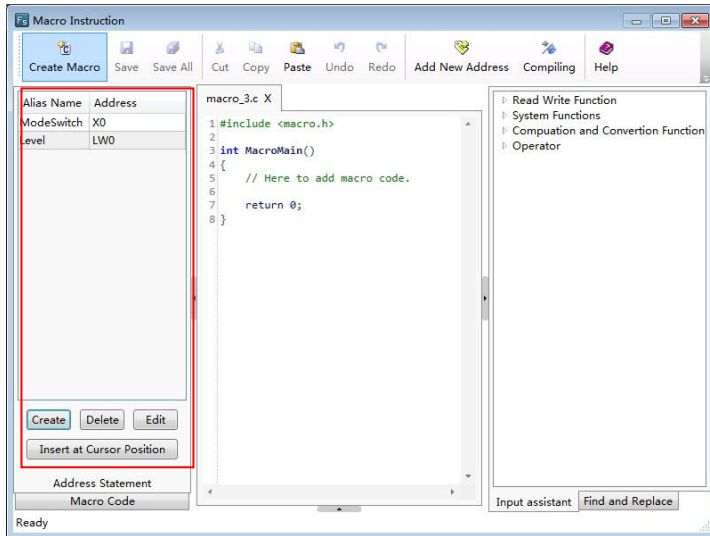 Macro Instruction
Create Macro Save Save All Cut Copy Paste Undo Redo Add New Address Compiling Help
Alias Name Address
ModeSwitch X0
Level LW0
Create Delete Edit
Insert at Cursor Position
Address Statement
Macro Code
macro_3.c X
1 #include <macro.h>
2
3 int MacroMain()
4 {
5 // Here to add macro code.
6
7 return 0;
8 }
Read Write Function
System Functions
Compuation and Convertion Function
Operator
Input assistant Find and Replace
Ready